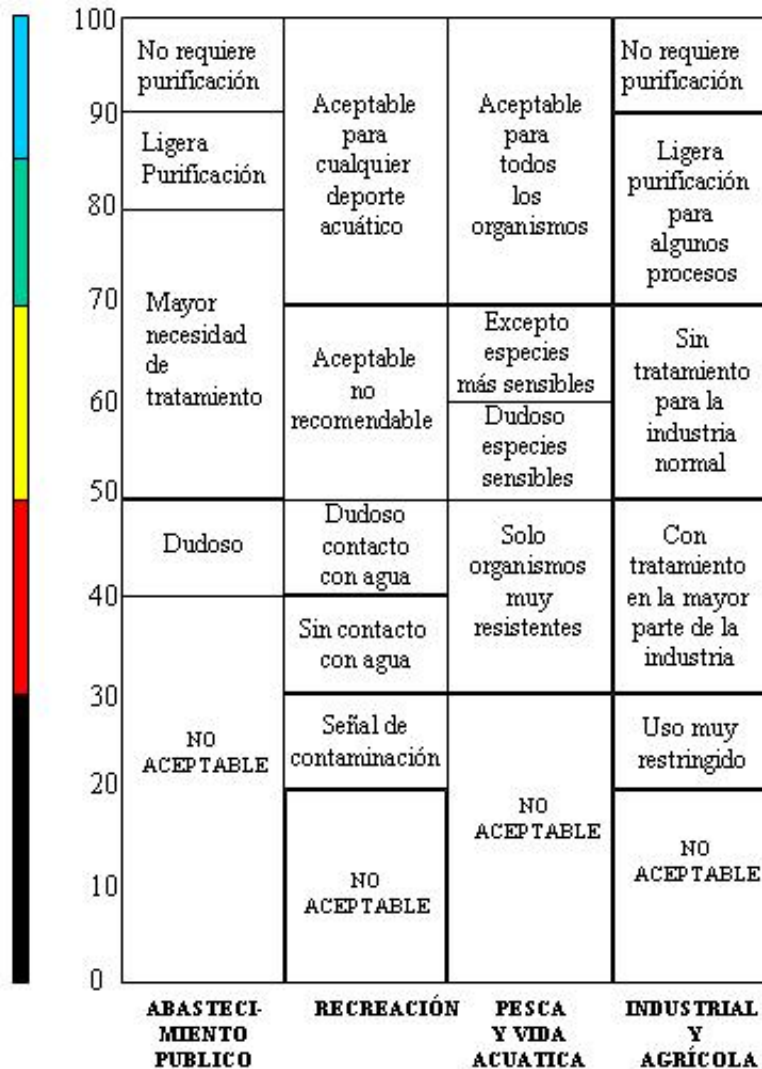 100
90
80
70
60
50
40
30
20
10
0
No requiere
purificación
Ligera
Purificación
Mayor
necesidad
de
tratamiento
Dudoso
NO
ACEPTABLE
ABASTECI-
MIENTO
PUBLICO
Aceptable
para
cualquier
deporte
acuático
Aceptable
no
recomendable
Dudoso
contacto
con agua
Sin contacto
con agua
Señal de
contaminación
NO
ACEPTABLE
RECREACIÓN
Aceptable
para
todos
los
organismos
Excepto
especies
más sensibles
Dudoso
especies
sensibles
Solo
organismos
muy
resistentes
NO
ACEPTABLE
PESCA
Y VIDA
ACUATICA
No requiere
purificación
Ligera
purificación
para
algunos
procesos
Sin
tratamiento
para la
industria
normal
Con
tratamiento
en la mayor
parte de la
industria
Uso muy
restringido
NO
ACEPTABLE
INDUSTRIAL
Y
AGRÍCOLA